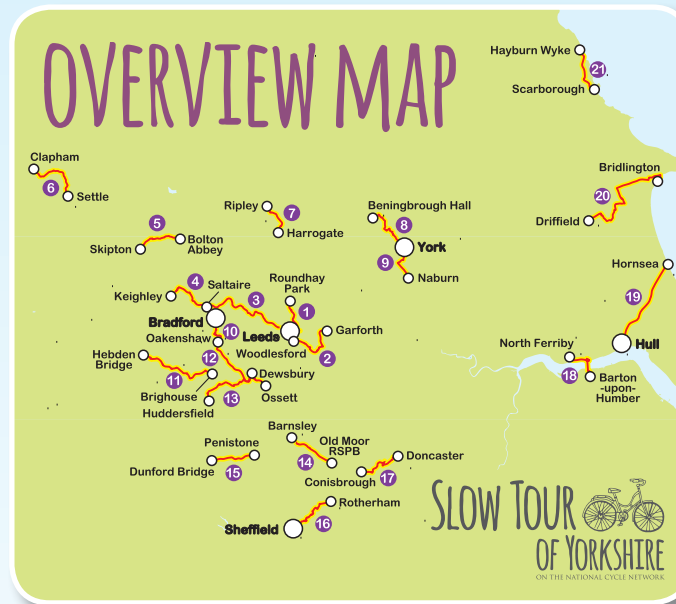 OVERVIEW MAP
Hayburn Wyke
21
Scarborough
Clapham
6
Settle
Bridlington
20
Driffield
Ripley
7
Harrogate
Beningbrough Hall
8
York
9
Naburn
5
Skipton
Bolton
Abbey
Hornsea
19
Hull
4
Saltaire
Keighley
3
Roundhay
Park
1
Bradford
10
Leeds
Garforth
Oakenshaw
Woodlesford
2
North Ferriby
18
Barton
-upon-
Humber
Hebden
Bridge
12
11
Dewsbury
Brighouse
13
Ossett
Huddersfield
Barnsley
Penistone
Old Moor
RSPB
14
Doncaster
Dunford Bridge
15
Conisbrough
17
Rotherham
16
Sheffield
SLOW TOUR
OF YORKSHIRE
ON THE NATIONAL CYCLE NETWORK